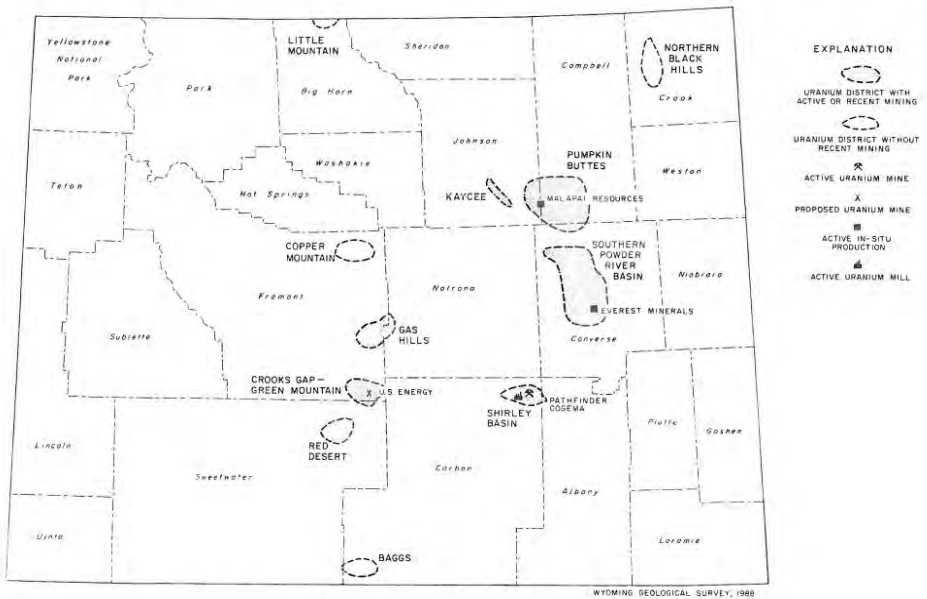 LITTLE
MOUNTAIN
Sheridan
NORTHERN
BLACK
HILLS
Yellowstone
National
Park
Park
Big Horn
Campbell
Crook
Johnson
Washakie
Teton
Hot Springs
PUMPKIN
BUTTES
Weston
KAYCEE
MALAPAI RESOURCES
COPPER
MOUNTAIN
SOUTHERN
POWDER
RIVER
BASIN
Niobrara
Fremont
Natrona
Sublette
GAS
HILLS
EVEREST MINERALS
Converse
CROOKS GAP—
GREEN MOUNTAIN
U.S. ENERGY
SHIRLEY
BASIN
PATHFINDER
COGEMA
RED
DESERT
Platte
Goshen
Lincoln
Sweetwater
Carbon
Albany
Uinta
Laramie
BAGGS
EXPLANATION
URANIUM DISTRICT WITH
ACTIVE OR RECENT MINING
URANIUM DISTRICT WITHOUT
RECENT MINING
ACTIVE URANIUM MINE
X
PROPOSED URANIUM MINE
ACTIVE IN-SITU
PRODUCTION
ACTIVE URANIUM MILL
WYOMING GEOLOGICAL SURVEY, 1988